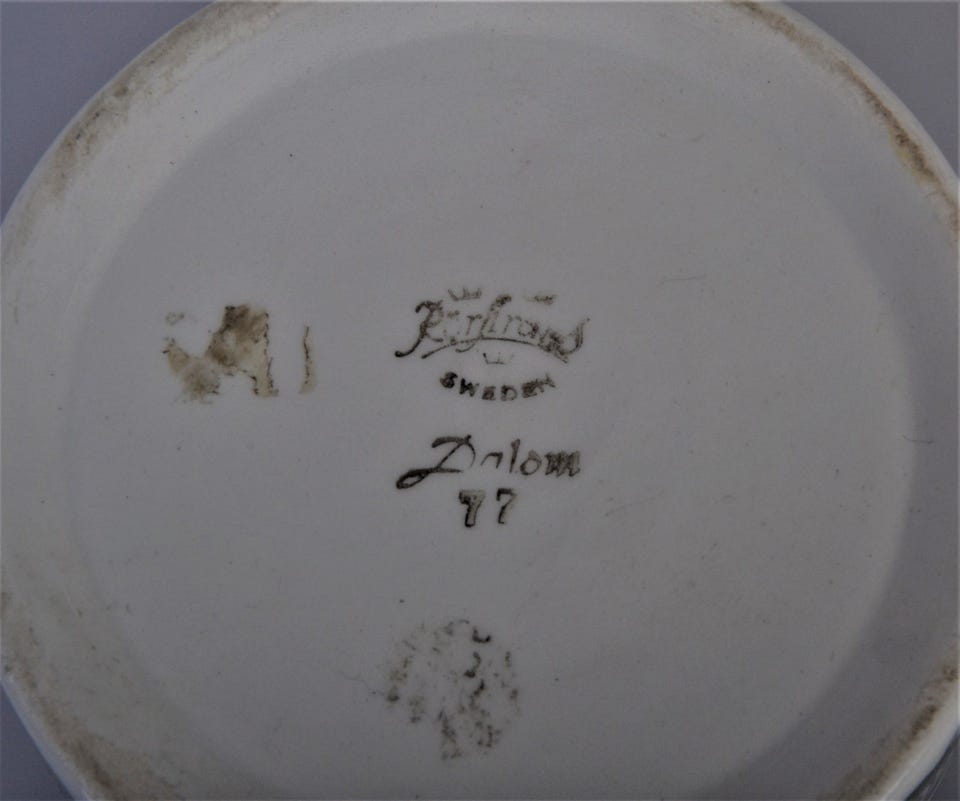 Rörstrand
SWEDEN
Dalom
77